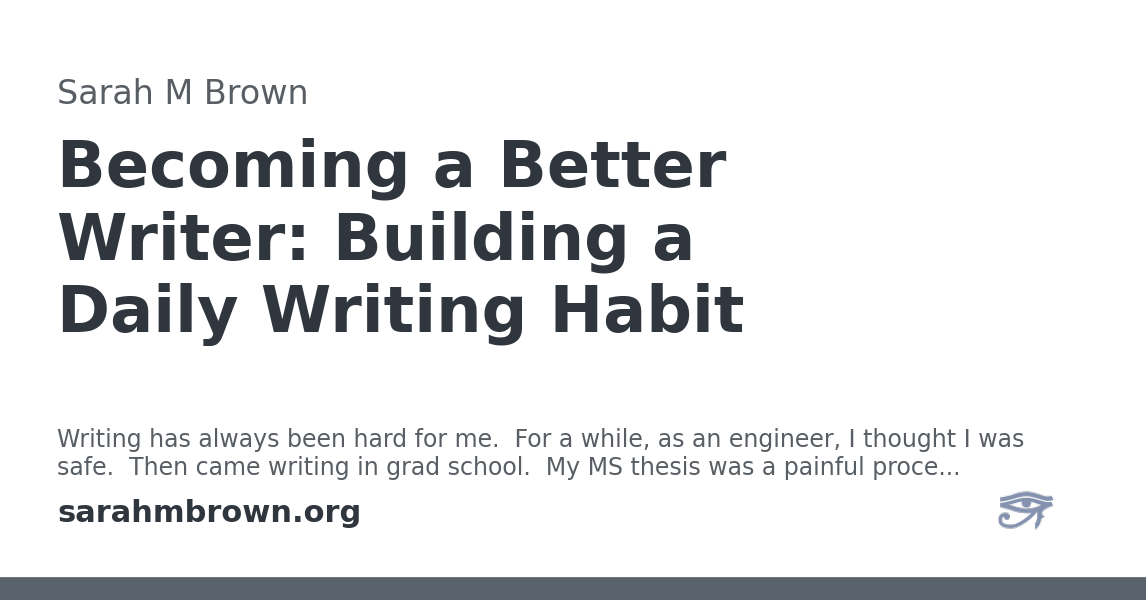 Sarah M Brown
Becoming a Better
Writer: Building a
Daily Writing Habit
Writing has always been hard for me.  For a while, as an engineer, I thought I was
safe.  Then came writing in grad school.  My MS thesis was a painful proce...
sarahmbrown.org